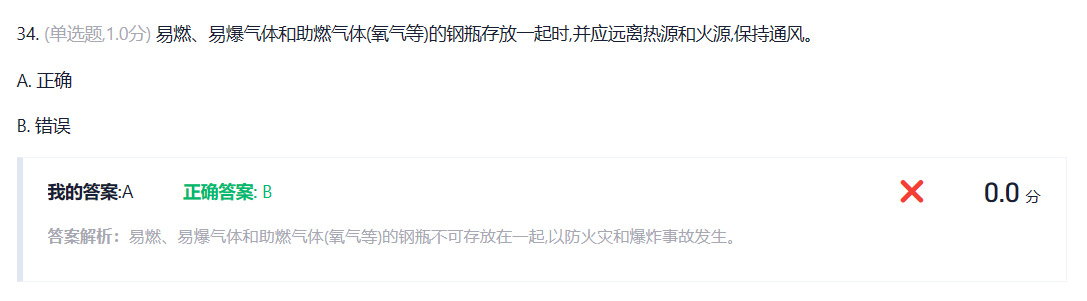 34. (单选题,1.0分) 易燃、易爆气体和助燃气体(氧气等)的钢瓶存放一起时,并应远离热源和火源,保持通风。
A. 正确
B. 错误
我的答案:A 正确答案: B 0.0 分
答案解析：易燃、易爆气体和助燃气体(氧气等)的钢瓶不可存放在一起,以防火灾和爆炸事故发生。